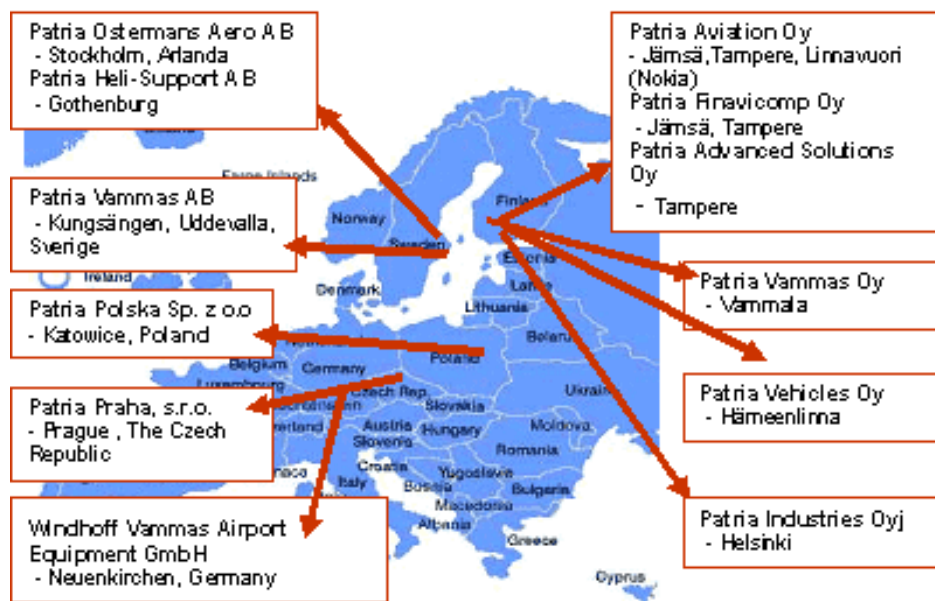 Patria Ostermans Aero AB
- Stockholm, Arlanda
Patria Heli-Support AB
- Gothenburg
Patria Vammas AB
- Kungsängen, Uddevalla,
Sverige
Patria Polska Sp. z o.o
- Katowice, Poland
Patria Praha, s.r.o.
- Prague , The Czech
Republic
Windhoff Vammas Airport
Equipment GmbH
- Neuenkirchen, Germany
Patria Aviation Oy
- Jämsä,Tampere, Linnavuori
(Nokia)
Patria Finavicomp Oy
- Jämsä, Tampere
Patria Advanced Solutions
Oy
- Tampere
Patria Vammas Oy
- Vammala
Patria Vehicles Oy
- Hämeenlinna
Patria Industries Oyj
- Helsinki
Islands
Norway
Sweden
Finland
Estonia
Ireland
Denmark
Lithuania
Belarus
Belgium
Germany
Poland
Czech Rep.
Ukraine
Slovakia
Austria
Slovenia
Hungary
Moldova
Croatia
Romania
Italy
Bosnia
Yugoslavia
Bulgaria
Macedonia
Albania
Greece
Cyprus